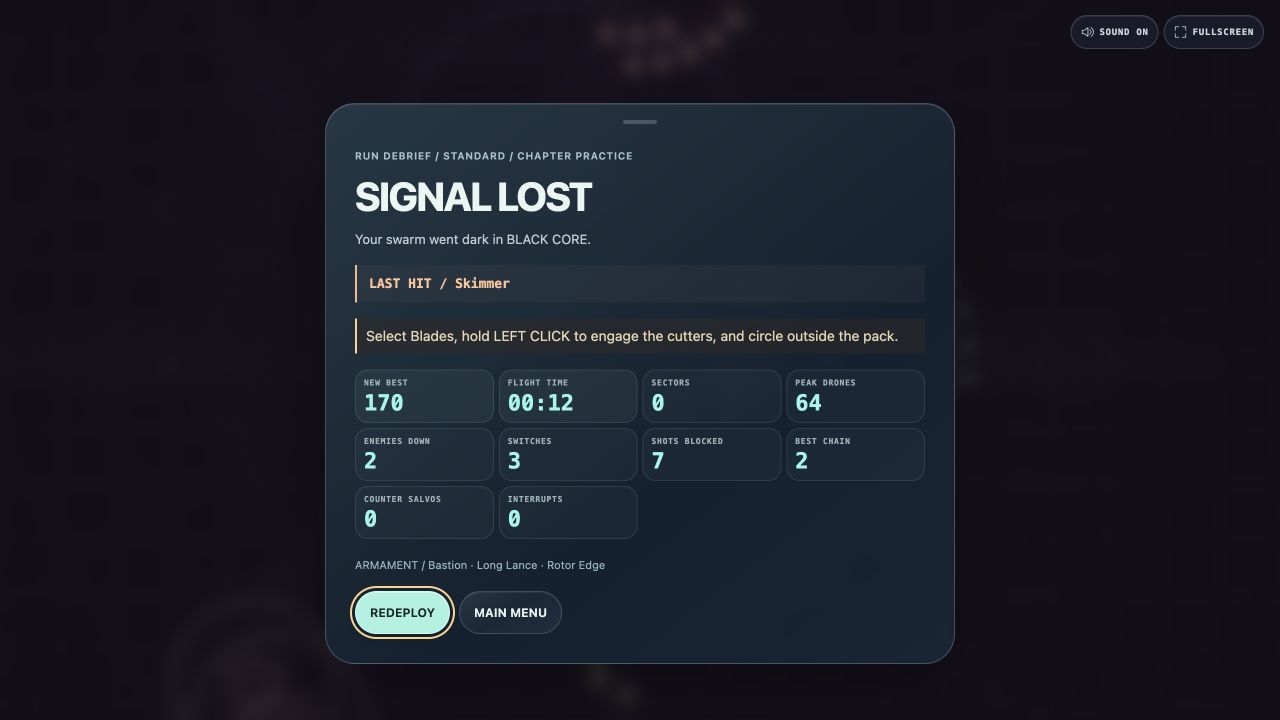 SOUND ON
FULLSCREEN
RUN DEBRIEF / STANDARD / CHAPTER PRACTICE
SIGNAL LOST
Your swarm went dark in BLACK CORE.
LAST HIT / Skimmer
Select Blades, hold LEFT CLICK to engage the cutters, and circle outside the pack.
NEW BEST
170
FLIGHT TIME
00:12
SECTORS
0
PEAK DRONES
64
ENEMIES DOWN
2
SWITCHES
3
SHOTS BLOCKED
7
BEST CHAIN
2
COUNTER SALVOS
0
INTERRUPTS
0
ARMAMENT / Bastion · Long Lance · Rotor Edge
REDEPLOY
MAIN MENU